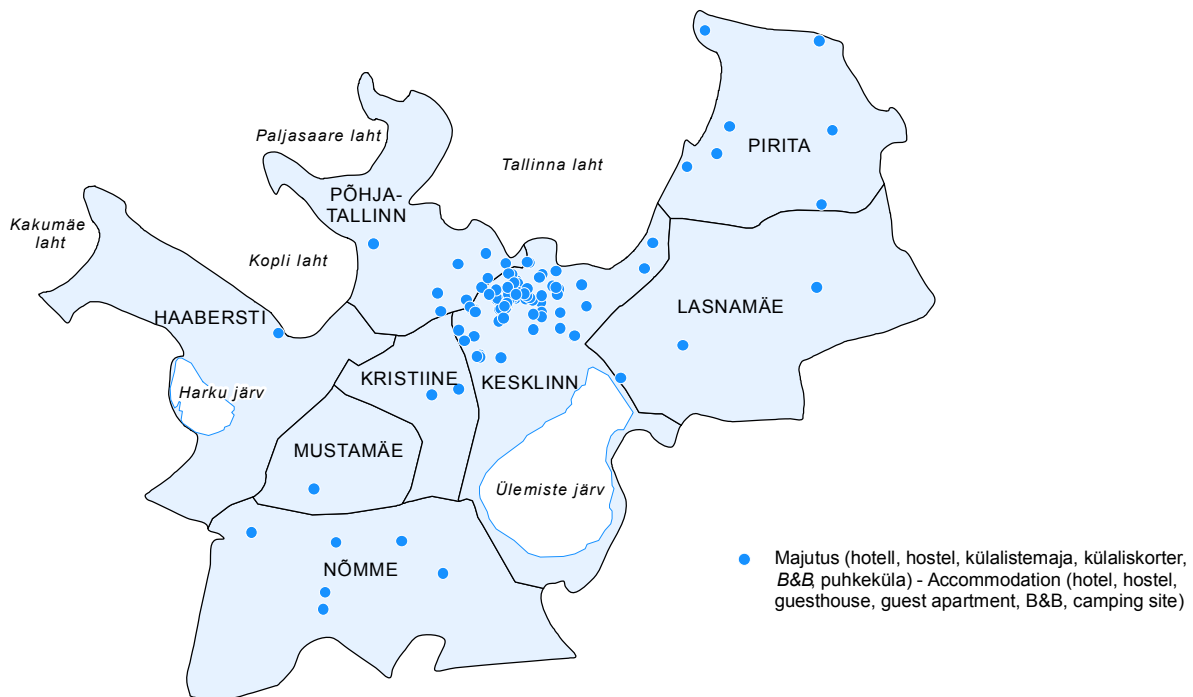 Paljasaare laht
PIRITA
Tallinna laht
PÕHJA-
TALLINN
Kakumäe
laht
Kopli laht
HAABERSTI
LASNAMÄE
KRISTIINE
KESKLINN
Harku järv
MUSTAMÄE
Ülemiste järv
NÕMME
Majutus (hotell, hostel, külalistemaja, külaliskorter,
B&B, puhkeküla) - Accommodation (hotel, hostel,
guesthouse, guest apartment, B&B, camping site)